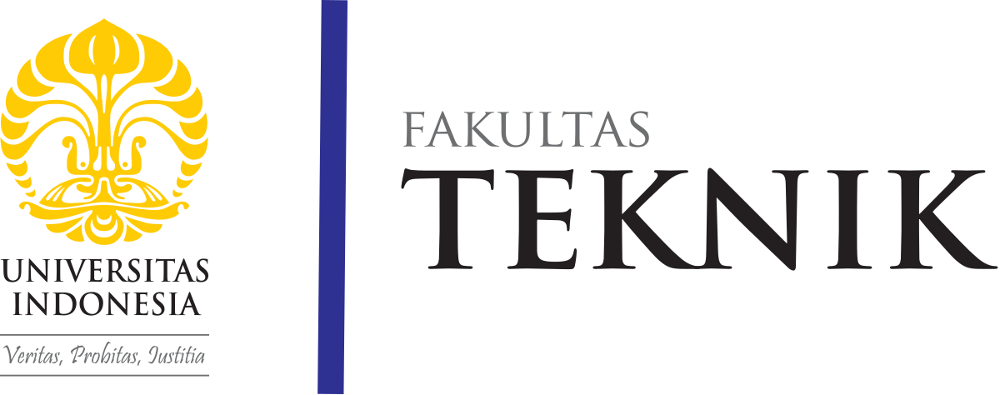 UNIVERSITAS
INDONESIA
Veritas, Probitas, Iustitia
FAKULTAS
TEKNIK